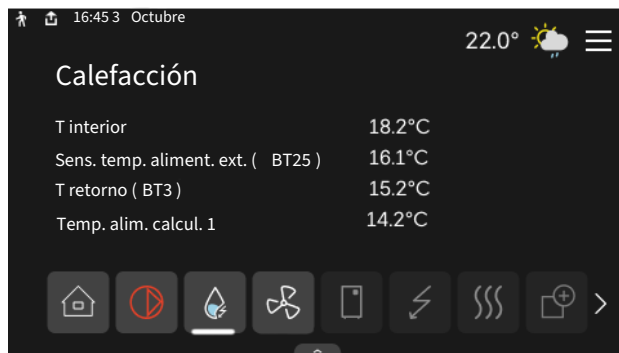 16:45 3 Octubre
22.0°
Calefacción
T interior 18.2°C
Sens. temp. aliment. ext. ( BT25 ) 16.1°C
T retorno ( BT3 ) 15.2°C
Temp. alim. calcul. 1 14.2°C